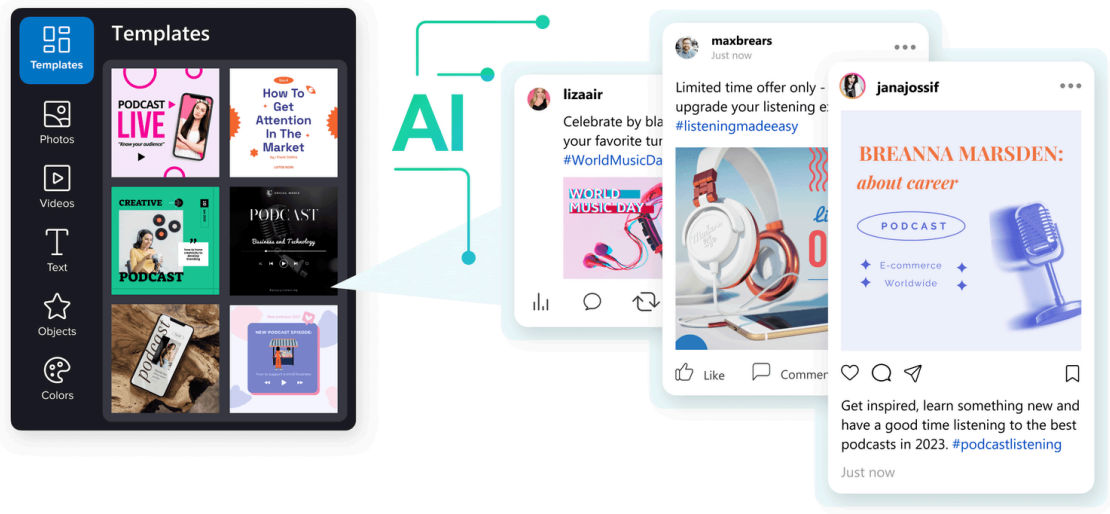 Templates
Templates
Photos
Videos
Text
Objects
Colors
PODCAST
LIVE
"Know your audience"
How To
Get
Attention
In The
Market
CREATIVE
PODCAST
PODCAST
Business and Technology
podcast
NEW PODCAST EPISODE:
AI
lizaair
Celebrate by bla
your favorite tu
#WorldMusicDa
WORLD
MUSIC DAY
maxbrears
Just now
Limited time offer only -
upgrade your listening e
#listeningmadeeasy
Like
Commen
janajossif
BREANNA MARSDEN:
about career
PODCAST
E-commerce
Worldwide
Get inspired, learn something new and
have a good time listening to the best
podcasts in 2023. #podcastlistening
Just now